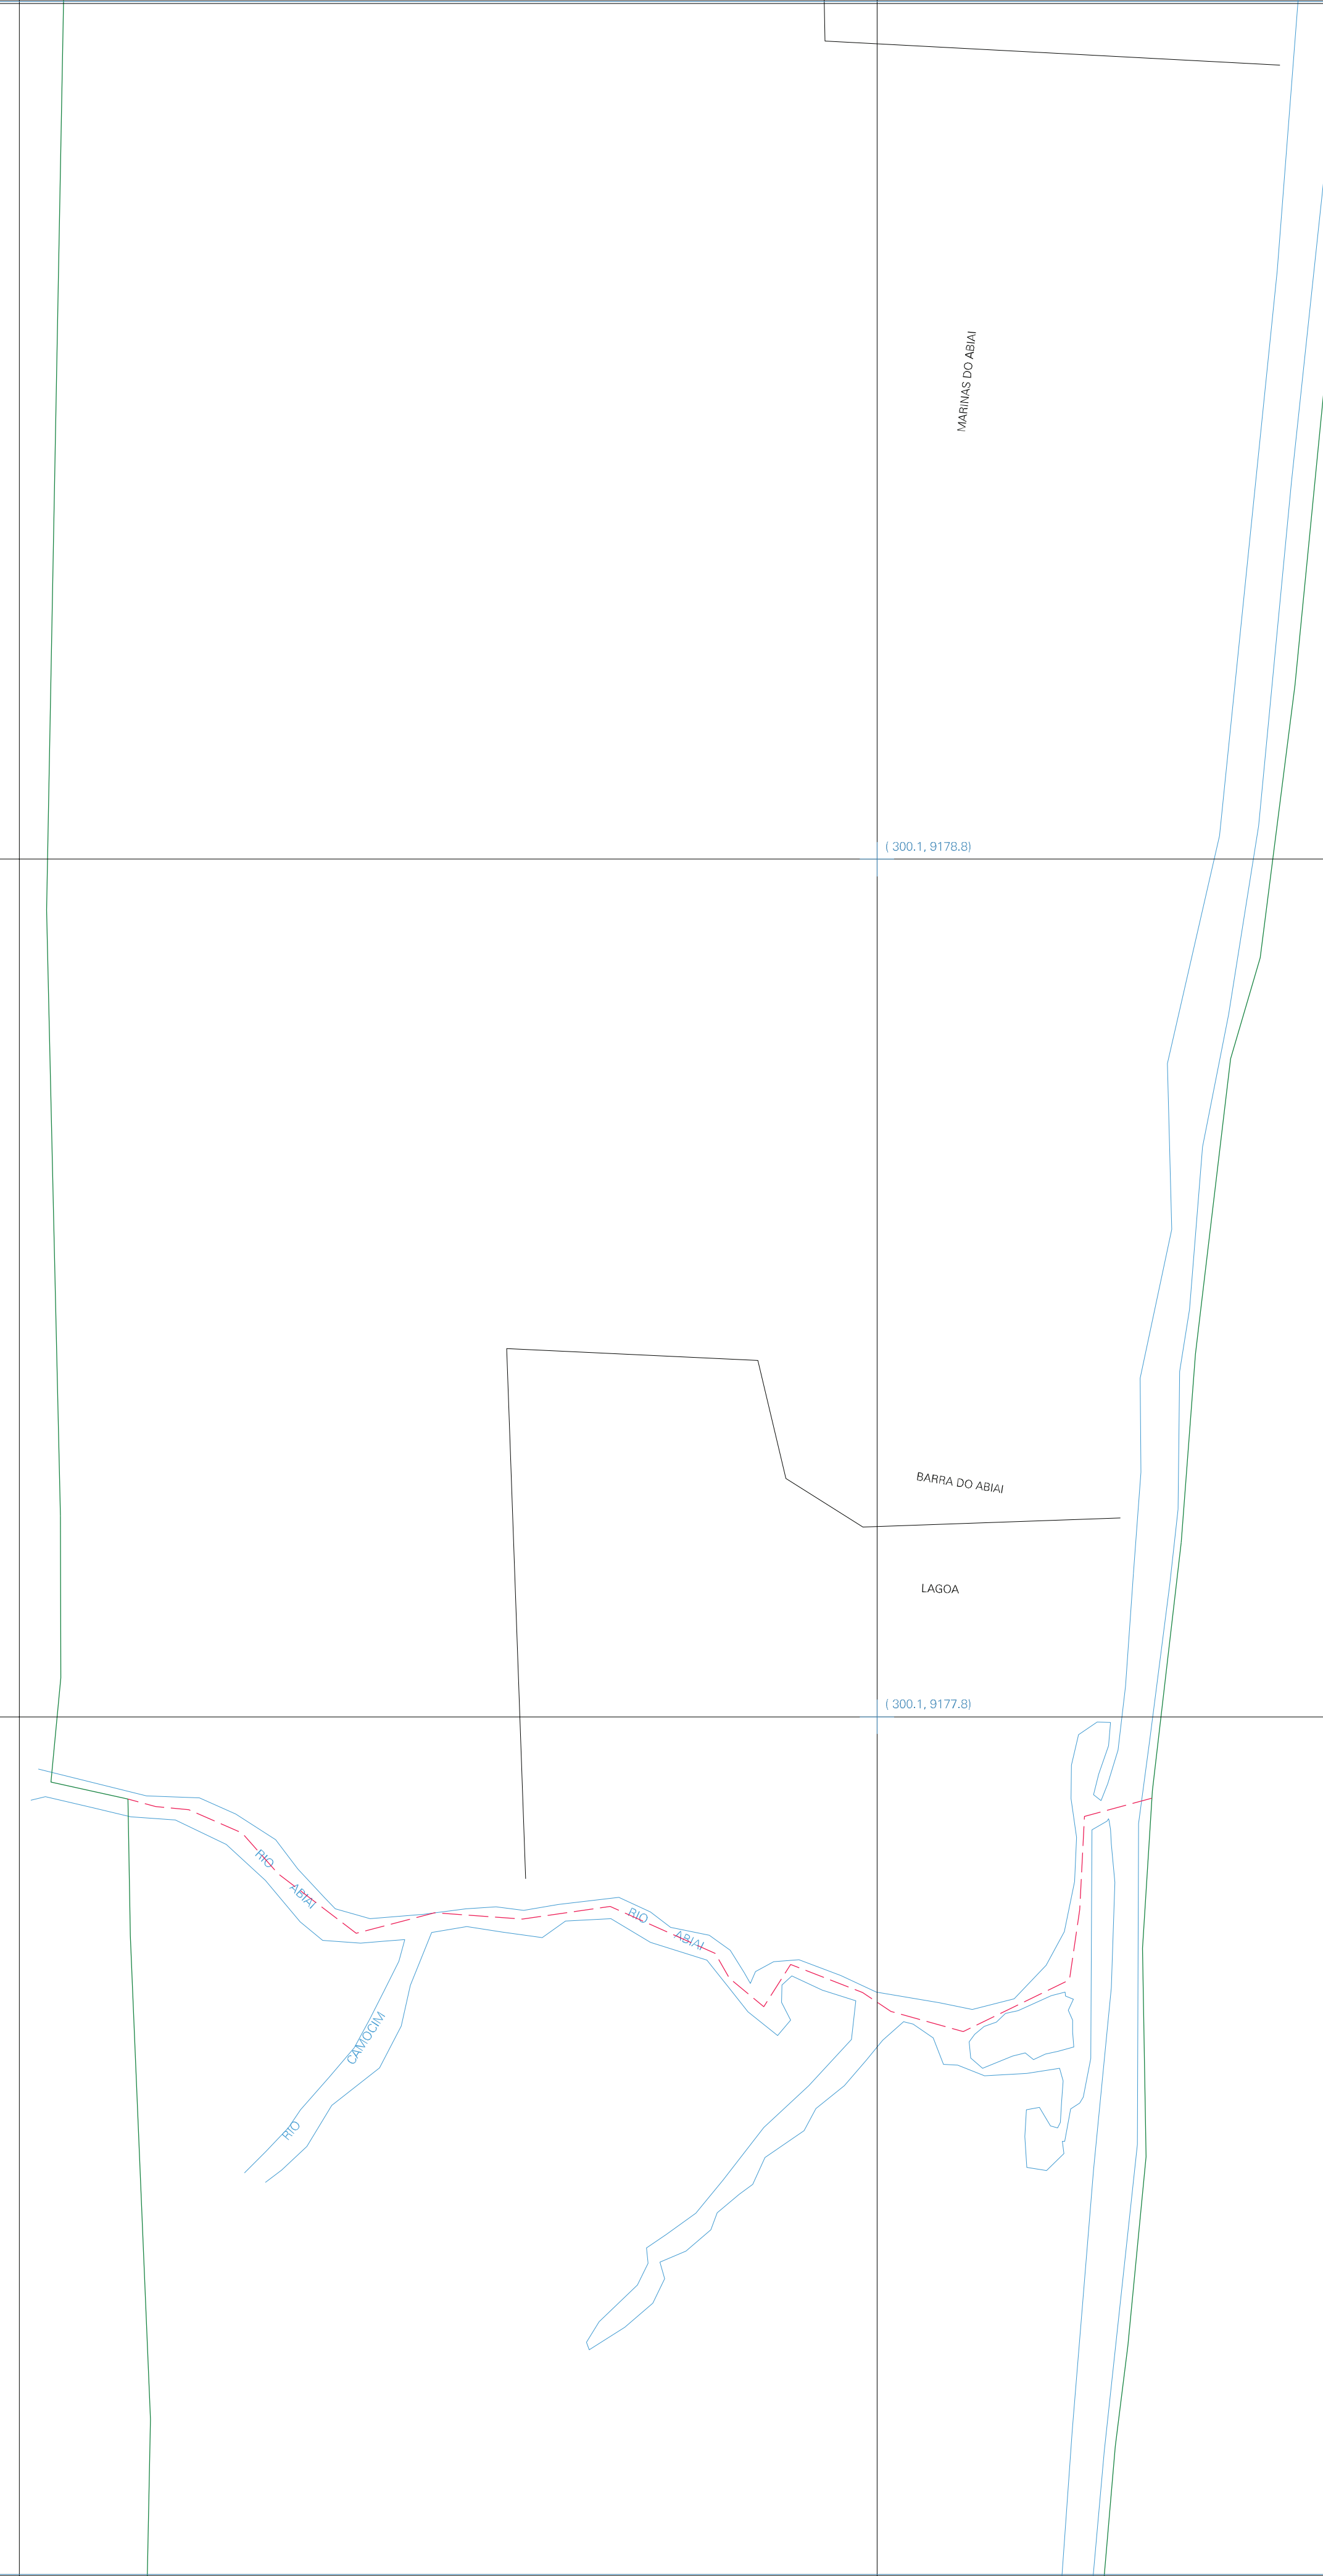 MARINAS DO ABIAI
( 300.1, 9178.8)
BARRA DO ABIAI
LAGOA
( 300.1, 9177.8)
RIO
ABIAI
RIO
ABIAI
CAMOCIM
RIO